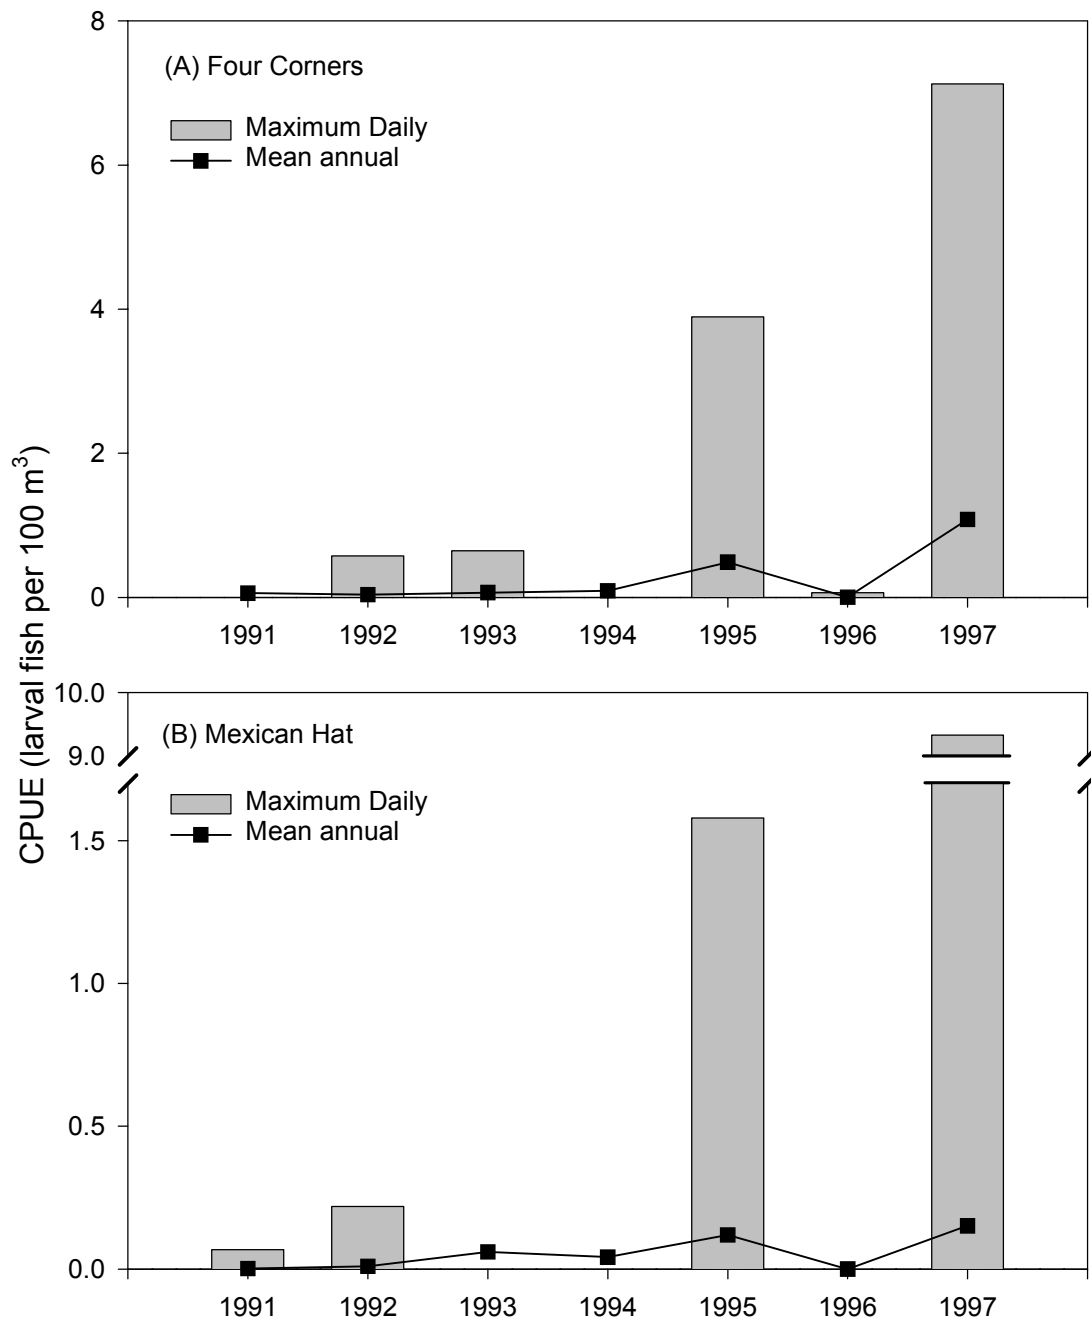 8
(A) Four Corners
Maximum Daily
Mean annual
6
4
2
0
1991 1992 1993 1994 1995 1996 1997
CPUE (larval fish per 100 m³)
10.0
(B) Mexican Hat
9.0
Maximum Daily
Mean annual
1.5
1.0
0.5
0.0
1991 1992 1993 1994 1995 1996 1997